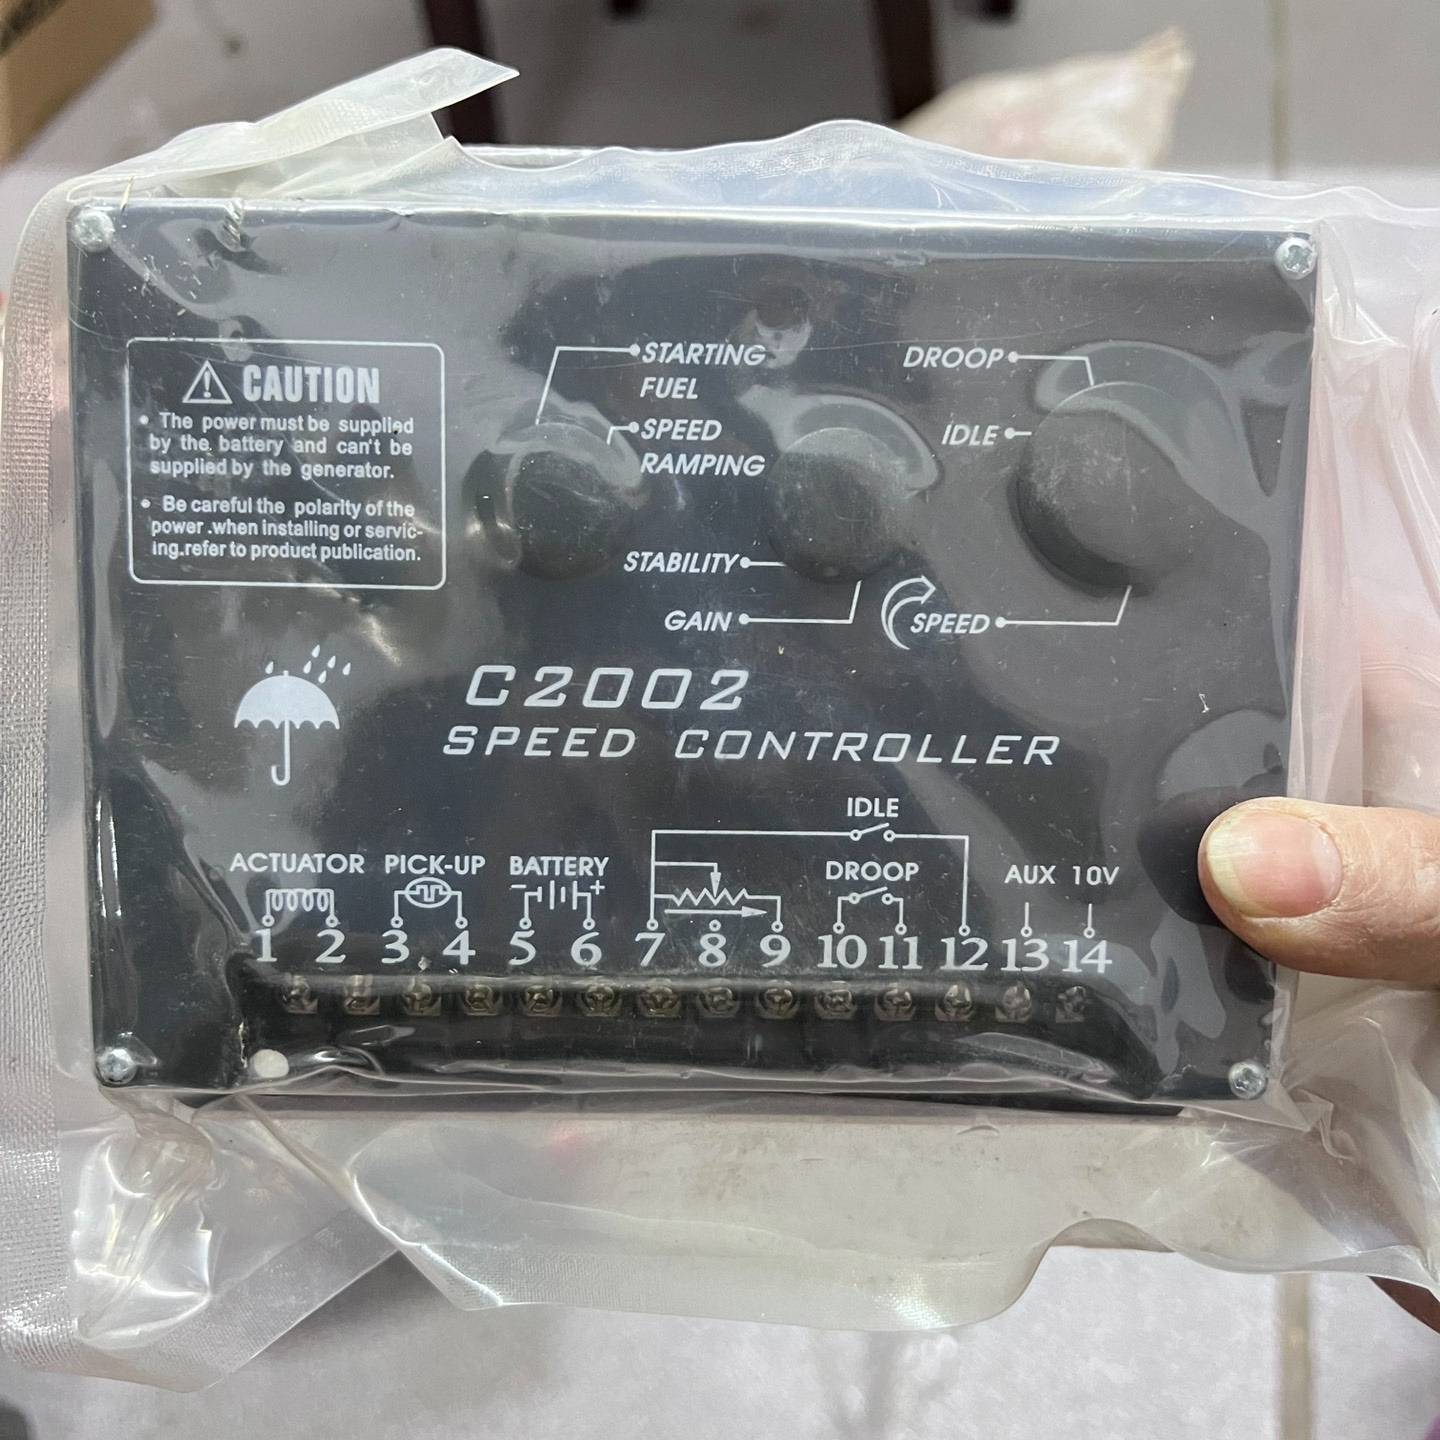 CAUTION
• The power must be supplied
by the battery and can't be
supplied by the generator.
• Be careful the polarity of the
power .when installing or servic-
ing.refer to product publication.
STARTING
FUEL
SPEED
RAMPING
STABILITY
GAIN
DROOP
IDLE
SPEED
C2002
SPEED CONTROLLER
IDLE
ACTUATOR PICK-UP BATTERY DROOP AUX 10V
- +
1 2 3 4 5 6 7 8 9 10 11 12 13 14